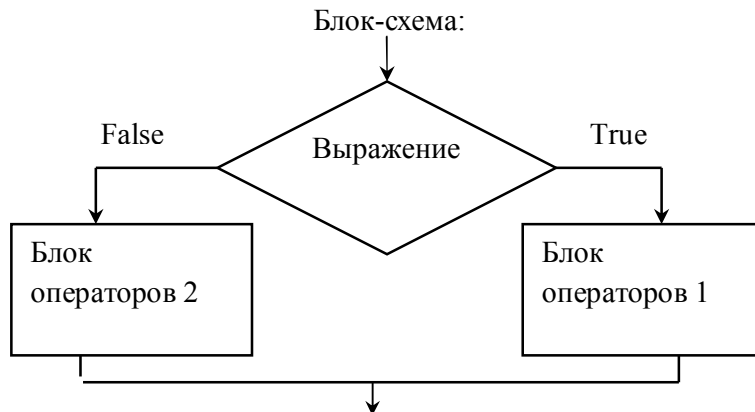 Блок-схема:
False
Выражение
True
Блок
операторов 2
Блок
операторов 1